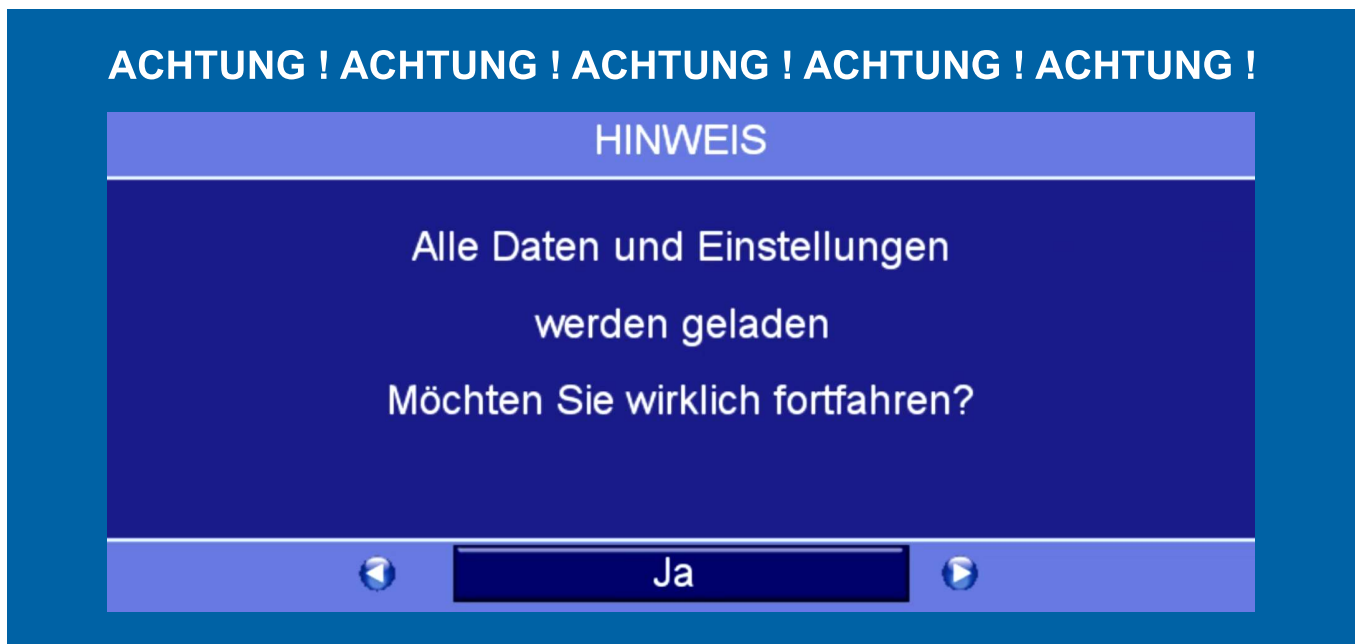 ACHTUNG ! ACHTUNG ! ACHTUNG ! ACHTUNG ! ACHTUNG !
HINWEIS
Alle Daten und Einstellungen
werden geladen
Möchten Sie wirklich fortfahren?
Ja